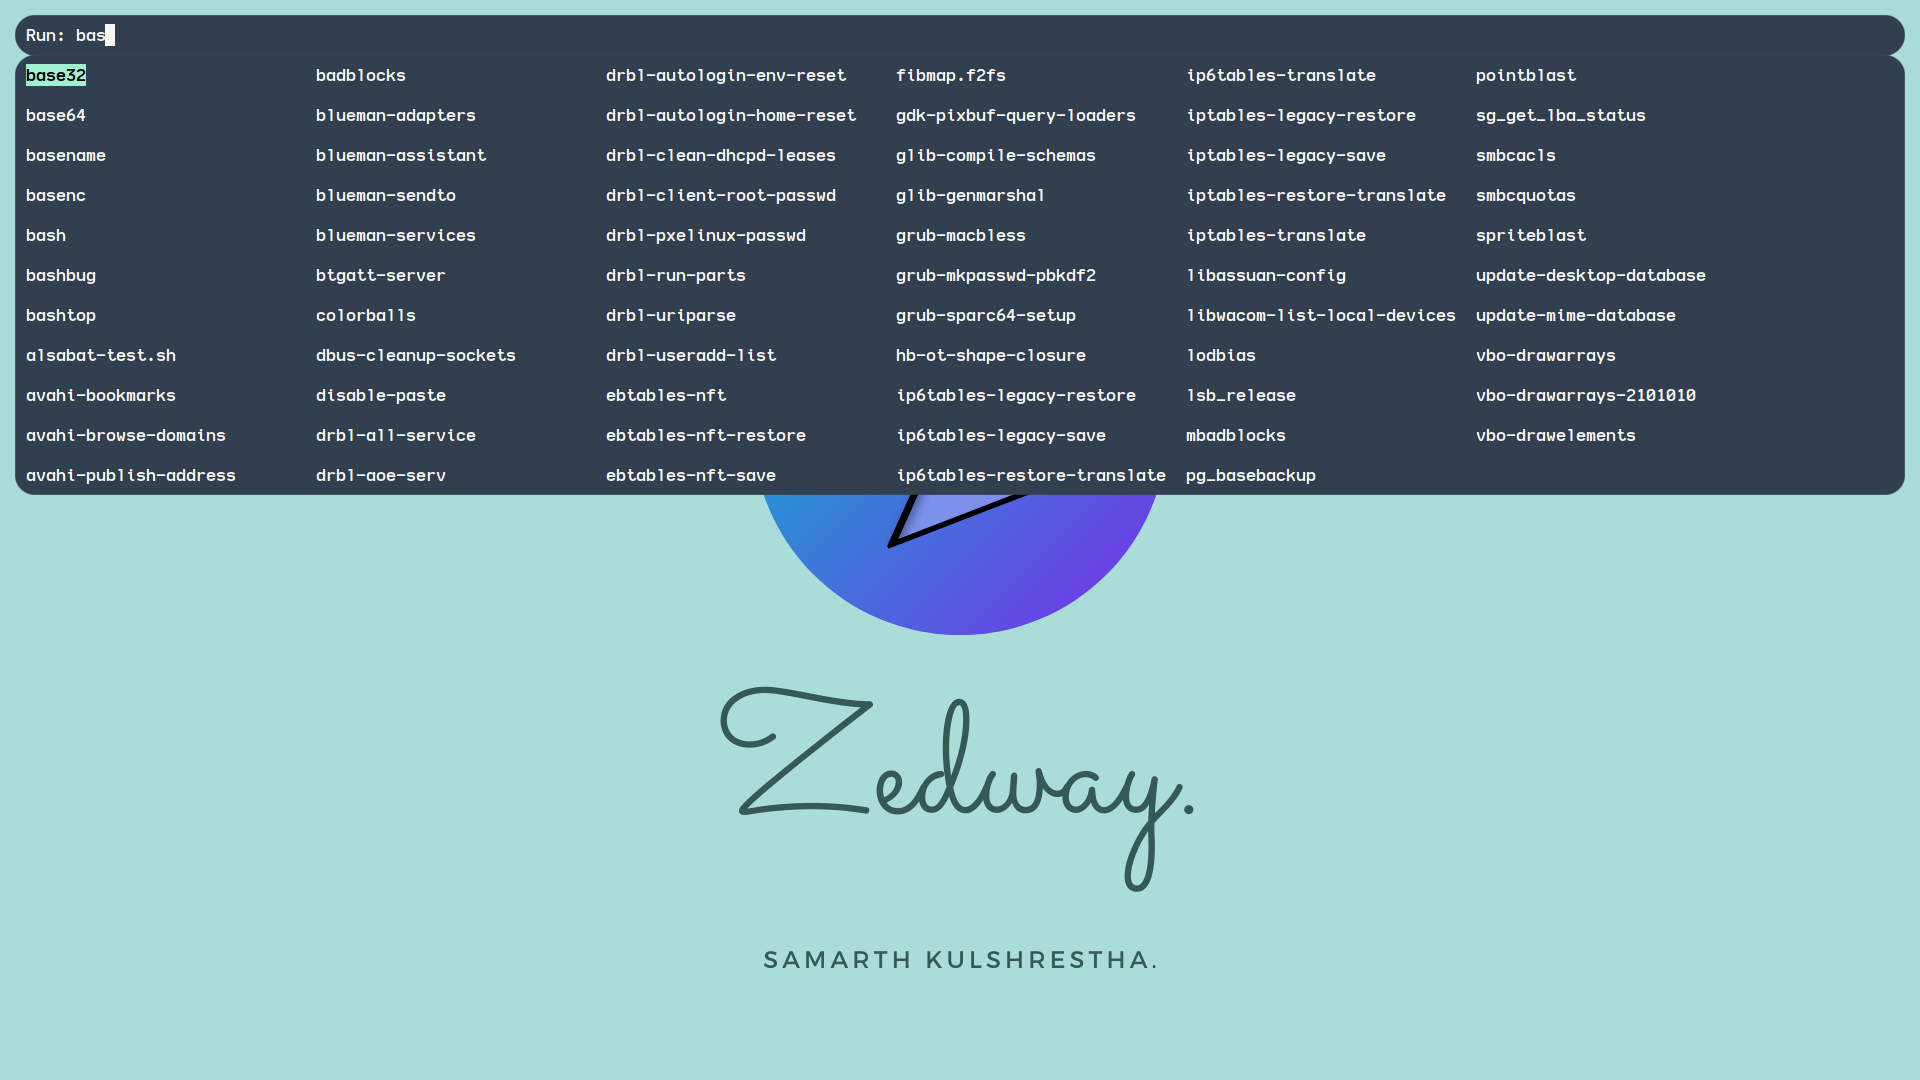 Run: bas
base32 badblocks drbl-autologin-env-reset fibmap.f2fs ip6tables-translate pointblast
base64 blueman-adapters drbl-autologin-home-reset gdk-pixbuf-query-loaders iptables-legacy-restore sg_get_lba_status
basename blueman-assistant drbl-clean-dhcpd-leases glib-compile-schemas iptables-legacy-save smbcacls
basenc blueman-sendto drbl-client-root-passwd glib-genmarshal iptables-restore-translate smbcquotas
bash blueman-services drbl-pxelinux-passwd grub-macbless iptables-translate spriteblast
bashbug btgatt-server drbl-run-parts grub-mkpasswd-pbkdf2 libassuan-config update-desktop-database
bashtop colorballs drbl-uriparse grub-sparc64-setup libwacom-list-local-devices update-mime-database
alsabat-test.sh dbus-cleanup-sockets drbl-useradd-list hb-ot-shape-closure lodbias vbo-drawarrays
avahi-bookmarks disable-paste ebtables-nft ip6tables-legacy-restore lsb_release vbo-drawarrays-2101010
avahi-browse-domains drbl-all-service ebtables-nft-restore ip6tables-legacy-save mbadblocks vbo-drawelements
avahi-publish-address drbl-aoe-serv ebtables-nft-save ip6tables-restore-translate pg_basebackup
Zedway.
SAMARTH KULSHRESTHA.